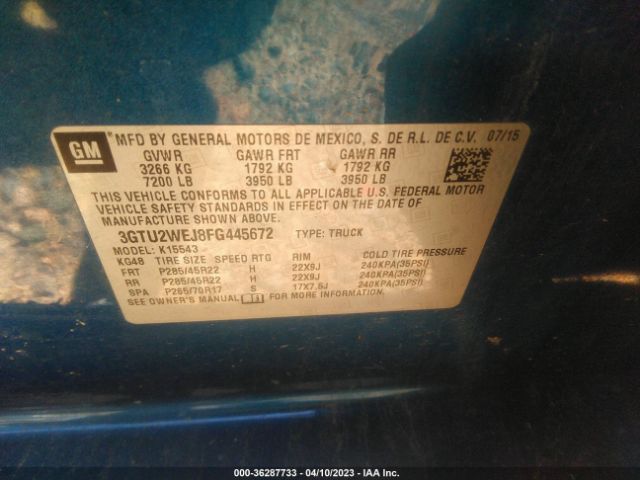 GM
MFD BY GENERAL MOTORS DE MEXICO, S. DE R.L. DE C.V. 07/15
GVWR GAWR FRT GAWR RR
3266 KG 1792 KG 1792 KG
7200 LB 3950 LB 3950 LB
THIS VEHICLE CONFORMS TO ALL APPLICABLE U.S. FEDERAL MOTOR
VEHICLE SAFETY STANDARDS IN EFFECT ON THE DATE OF
MANUFACTURE SHOWN ABOVE.
3GTU2WEJ8FG445672 TYPE: TRUCK
MODEL: K15543
KG48 TIRE SIZE SPEED RTG RIM COLD TIRE PRESSURE
FRT P285/45R22 H 22X9J 240KPA(35PSI)
RR P285/45R22 H 22X9J 240KPA(35PSI)
SPA P265/70R17 S 17X7.5J 240KPA(35PSI)
SEE OWNER'S MANUAL FOR MORE INFORMATION.
000-36287733 - 04/10/2023 - IAA Inc.